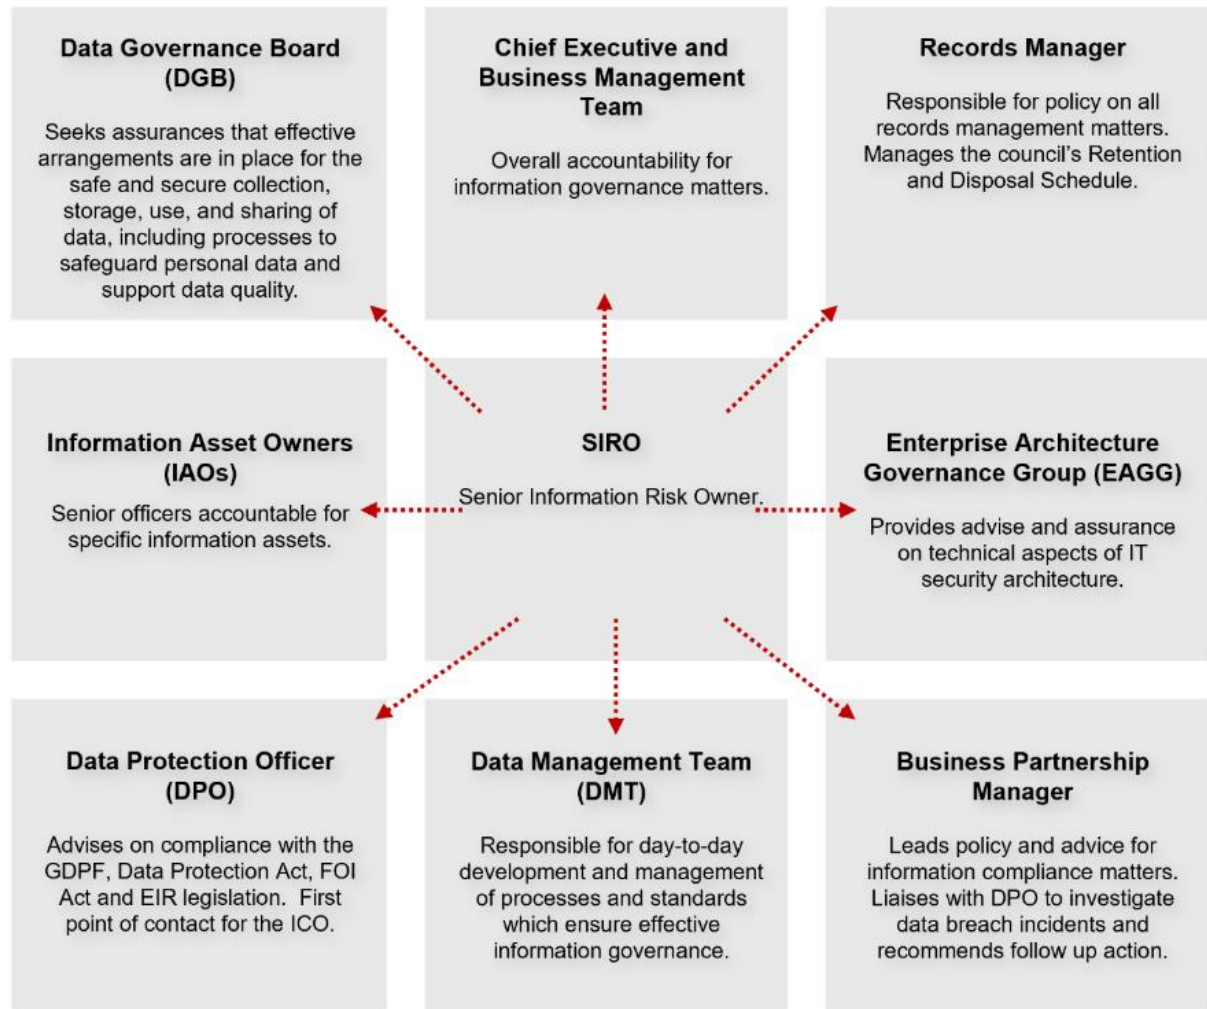 Data Governance Board
(DGB)
Seeks assurances that effective
arrangements are in place for the
safe and secure collection,
storage, use, and sharing of
data, including processes to
safeguard personal data and
support data quality.
Chief Executive and
Business Management
Team
Overall accountability for
information governance matters.
Records Manager
Responsible for policy on all
records management matters.
Manages the council's Retention
and Disposal Schedule.
Information Asset Owners
(IAOs)
Senior officers accountable for
specific information assets.
SIRO
Senior Information Risk Owner.
Enterprise Architecture
Governance Group (EAGG)
Provides advise and assurance
on technical aspects of IT
security architecture.
Data Protection Officer
(DPO)
Advises on compliance with the
GDPF, Data Protection Act, FOI
Act and EIR legislation.  First
point of contact for the ICO.
Data Management Team
(DMT)
Responsible for day-to-day
development and management
of processes and standards
which ensure effective
information governance.
Business Partnership
Manager
Leads policy and advice for
information compliance matters.
Liaises with DPO to investigate
data breach incidents and
recommends follow up action.